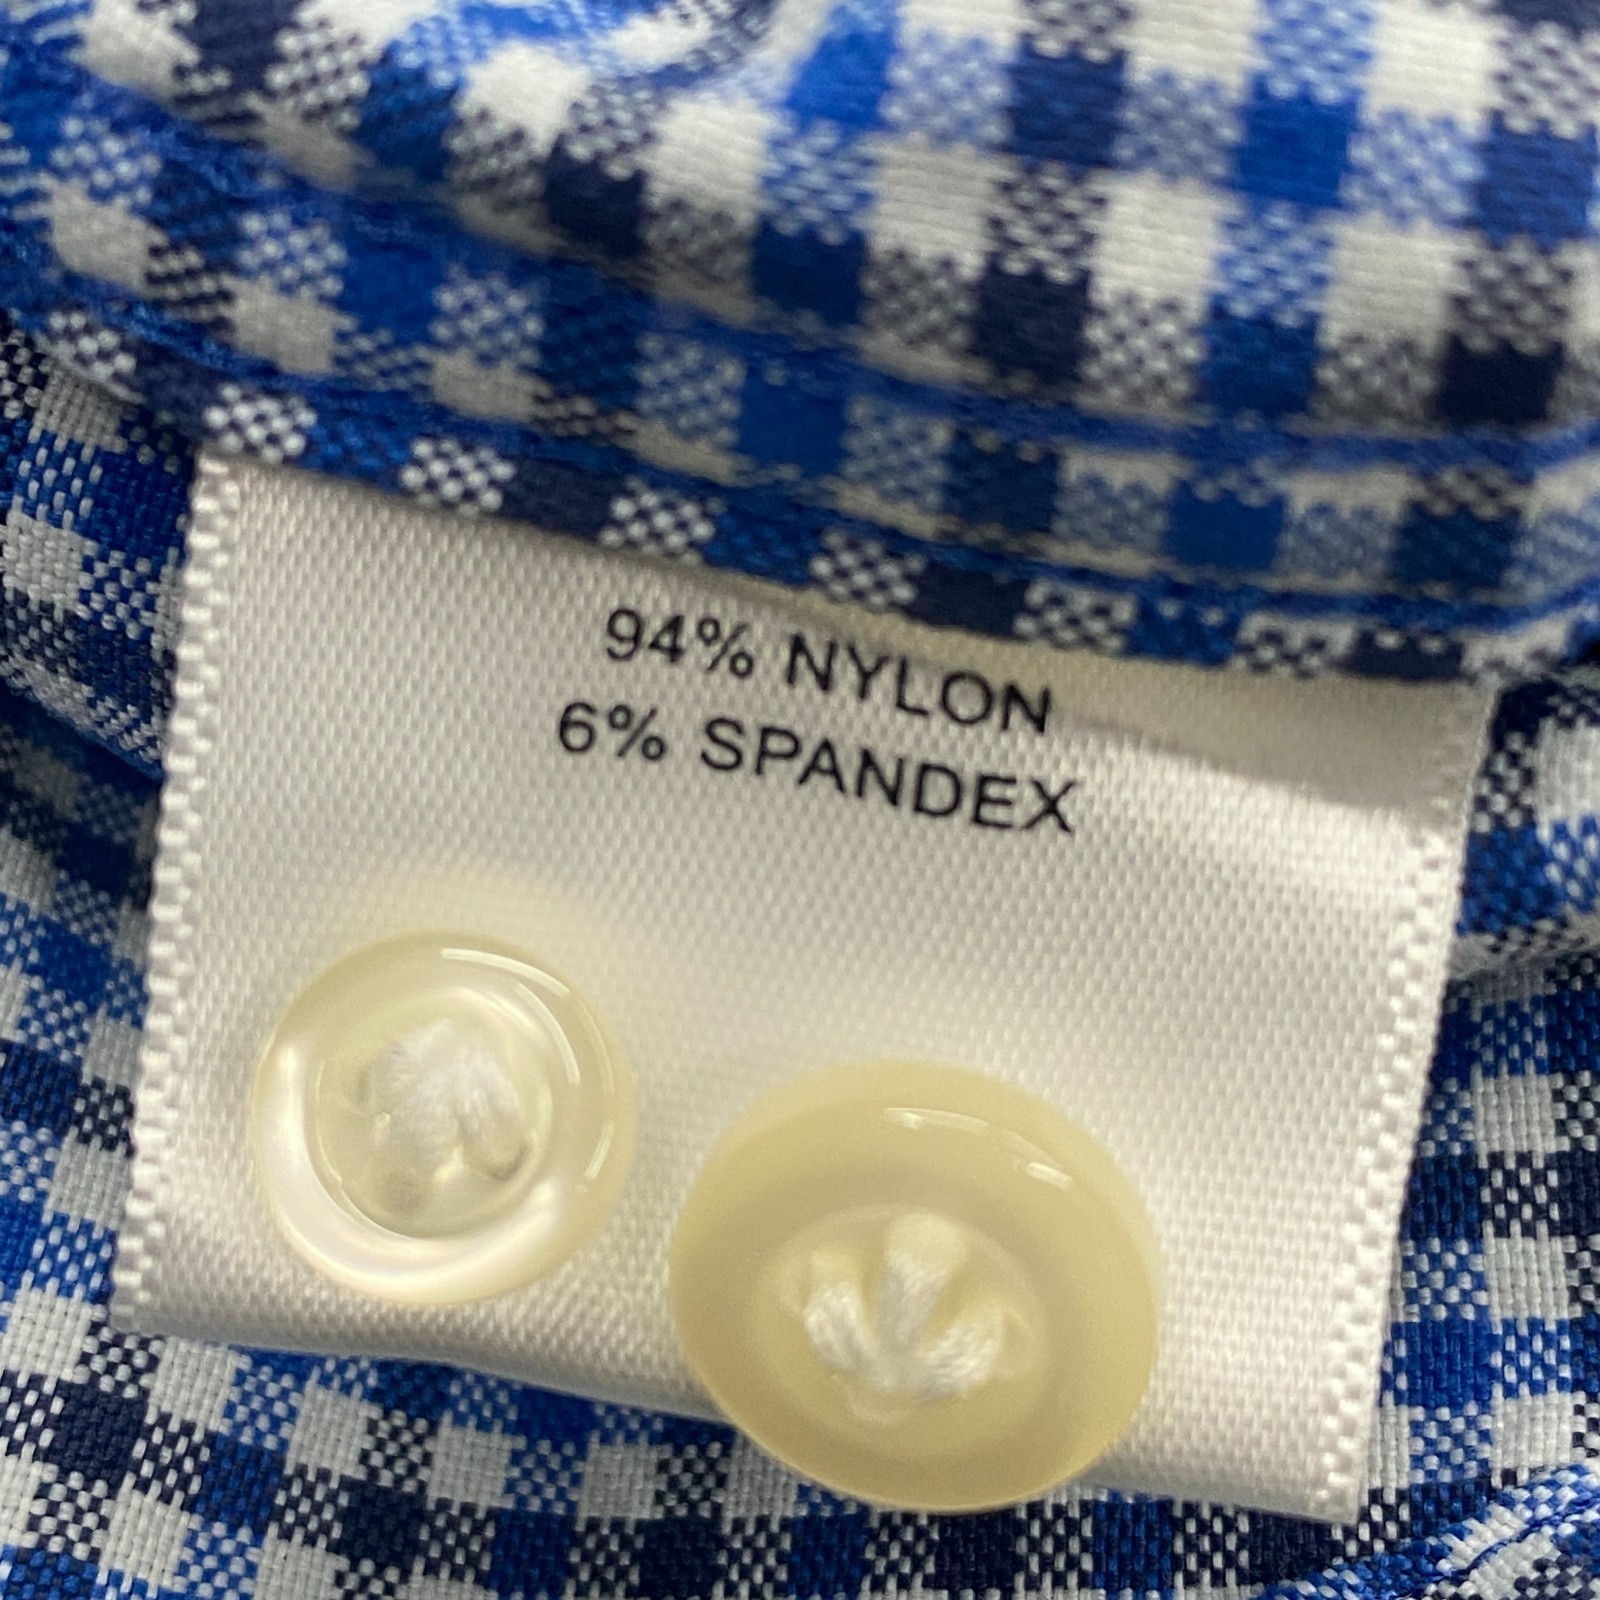 94% NYLON
6% SPANDEX